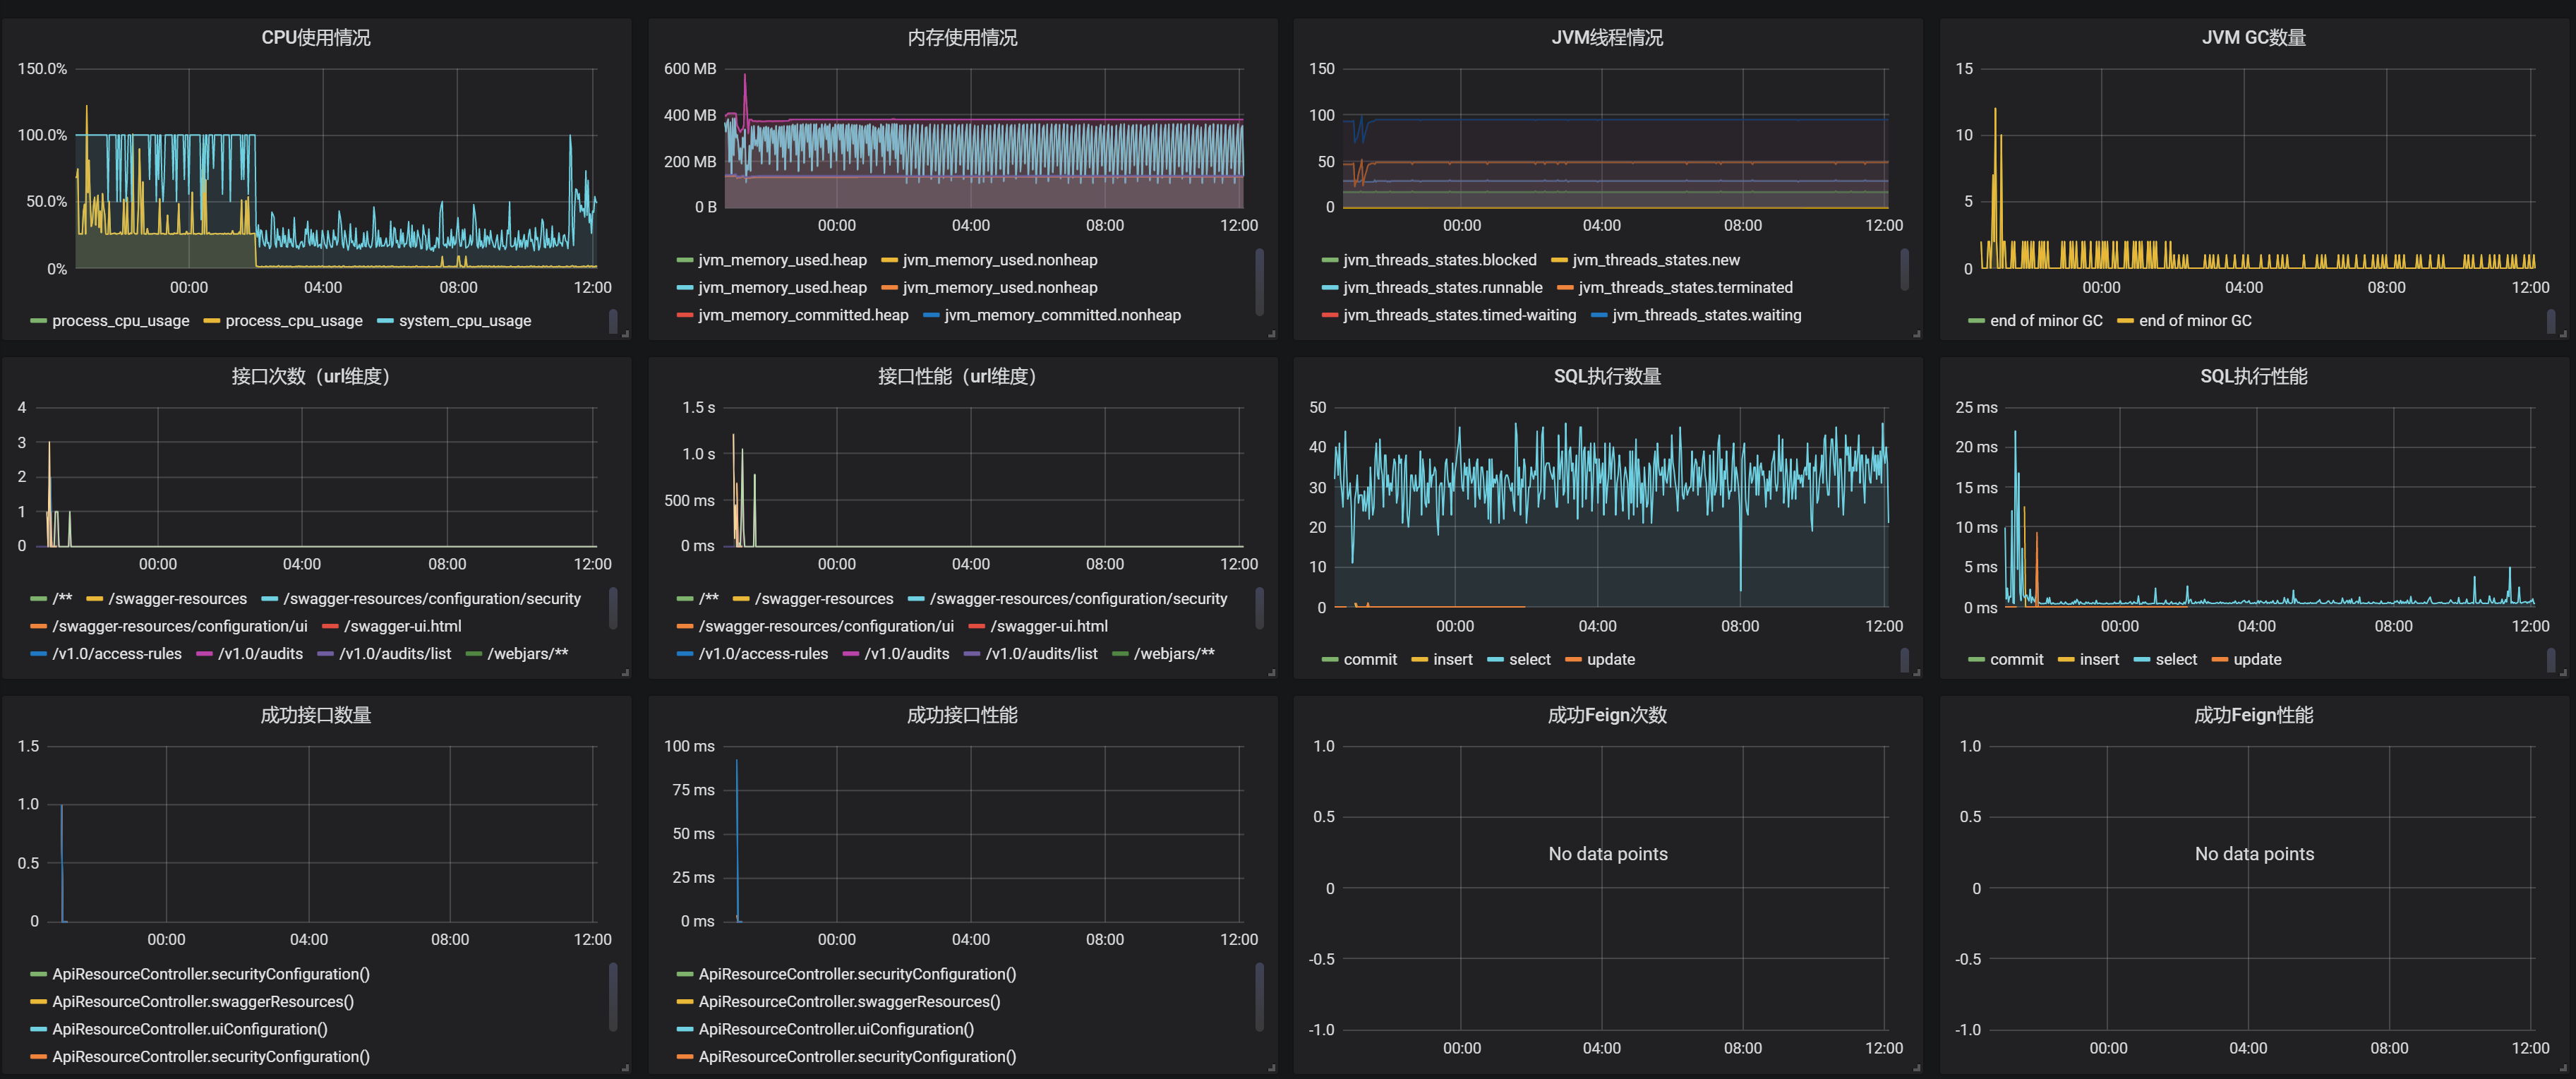 CPU使用情况
150.0%
100.0%
50.0%
0%
00:00 04:00 08:00 12:00
process_cpu_usage process_cpu_usage system_cpu_usage
内存使用情况
600 MB
400 MB
200 MB
0 B
00:00 04:00 08:00 12:00
jvm_memory_used.heap jvm_memory_used.nonheap
jvm_memory_used.heap jvm_memory_used.nonheap
jvm_memory_committed.heap jvm_memory_committed.nonheap
JVM线程情况
150
100
50
0
00:00 04:00 08:00 12:00
jvm_threads_states.blocked jvm_threads_states.new
jvm_threads_states.runnable jvm_threads_states.terminated
jvm_threads_states.timed-waiting jvm_threads_states.waiting
JVM GC数量
15
10
5
0
00:00 04:00 08:00 12:00
end of minor GC end of minor GC
接口次数（url维度）
4
3
2
1
0
00:00 04:00 08:00 12:00
/** /swagger-resources /swagger-resources/configuration/security
/swagger-resources/configuration/ui /swagger-ui.html
/v1.0/access-rules /v1.0/audits /v1.0/audits/list /webjars/**
接口性能（url维度）
1.5 s
1.0 s
500 ms
0 ms
00:00 04:00 08:00 12:00
/** /swagger-resources /swagger-resources/configuration/security
/swagger-resources/configuration/ui /swagger-ui.html
/v1.0/access-rules /v1.0/audits /v1.0/audits/list /webjars/**
SQL执行数量
50
40
30
20
10
0
00:00 04:00 08:00 12:00
commit insert select update
SQL执行性能
25 ms
20 ms
15 ms
10 ms
5 ms
0 ms
00:00 04:00 08:00 12:00
commit insert select update
成功接口数量
1.5
1.0
0.5
0
00:00 04:00 08:00 12:00
ApiResourceController.securityConfiguration()
ApiResourceController.swaggerResources()
ApiResourceController.uiConfiguration()
ApiResourceController.securityConfiguration()
成功接口性能
100 ms
75 ms
50 ms
25 ms
0 ms
00:00 04:00 08:00 12:00
ApiResourceController.securityConfiguration()
ApiResourceController.swaggerResources()
ApiResourceController.uiConfiguration()
ApiResourceController.securityConfiguration()
成功Feign次数
1.0
0.5
No data points
0
-0.5
-1.0
00:00 04:00 08:00 12:00
成功Feign性能
1.0
0.5
No data points
0
-0.5
-1.0
00:00 04:00 08:00 12:00